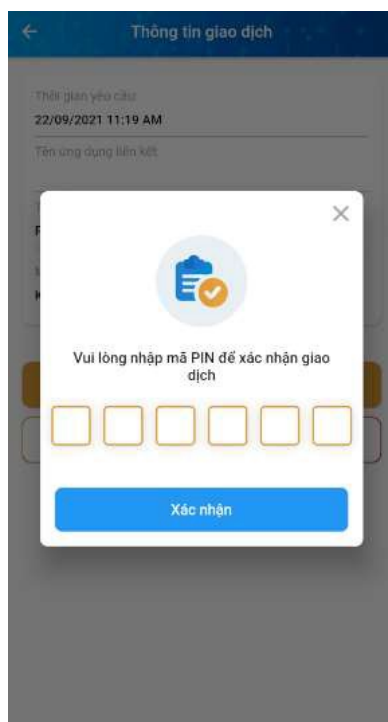 Thông tin giao dịch
Thời gian yêu cầu
22/09/2021 11:19 AM
Tên ứng dụng liên kết
Vui lòng nhập mã PIN để xác nhận giao
dịch
Xác nhận